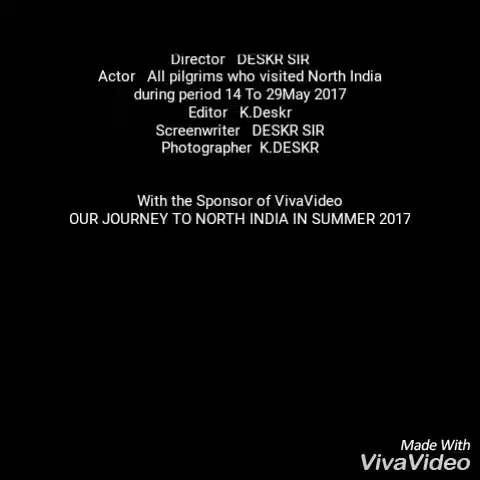 Director DESKR SIR
Actor All pilgrims who visited North India
during period 14 To 29May 2017
Editor K.Deskr
Screenwriter DESKR SIR
Photographer K.DESKR
With the Sponsor of VivaVideo
OUR JOURNEY TO NORTH INDIA IN SUMMER 2017
Made With
VivaVideo